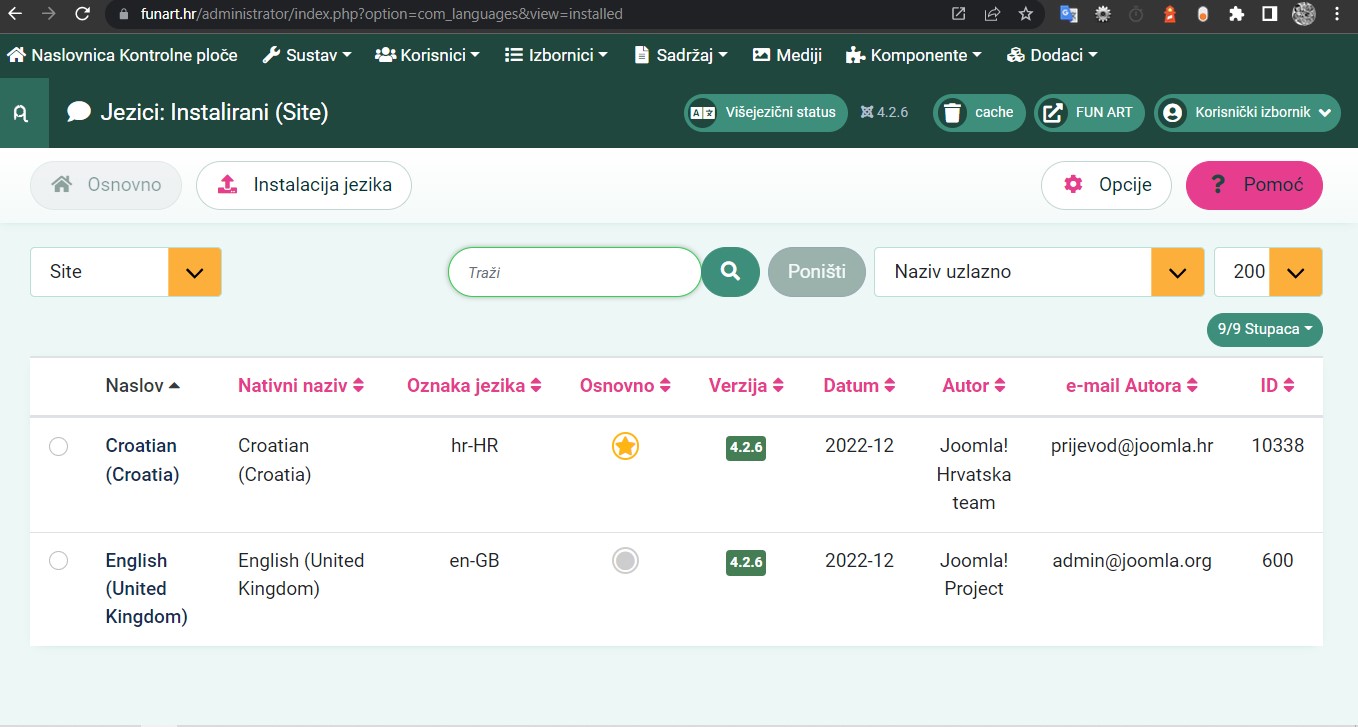 funart.hr/administrator/index.php?option=com_languages&view=installed
Naslovnica Kontrolne ploče Sustav Korisnici Izbornici Sadržaj Mediji Komponente Dodaci
Jezici: Instalirani (Site) Višejezični status 4.2.6 cache FUN ART Korisnički izbornik
Osnovno Instalacija jezika Opcije ? Pomoć
Site Traži Poništi Naziv uzlazno 200
9/9 Stupaca
Naslov Nativni naziv Oznaka jezika Osnovno Verzija Datum Autor e-mail Autora ID
Croatian Croatian hr-HR 4.2.6 2022-12 Joomla! prijevod@joomla.hr 10338
(Croatia) (Croatia) Hrvatska
team
English English (United en-GB 4.2.6 2022-12 Joomla! admin@joomla.org 600
(United Kingdom) Project
Kingdom)